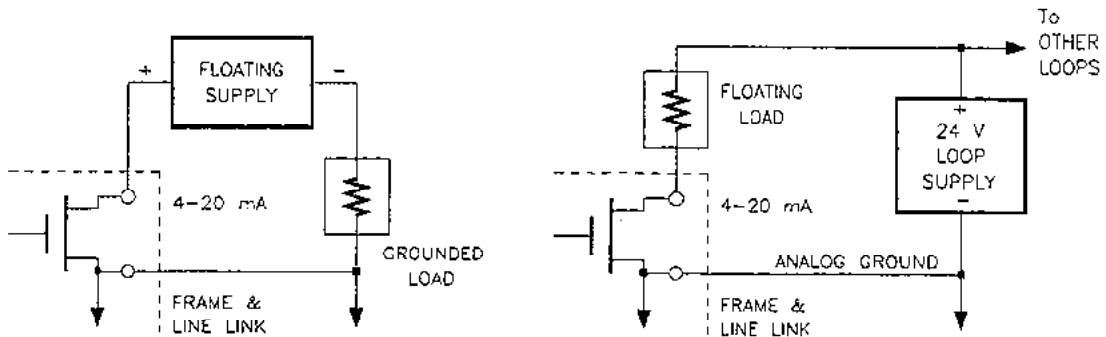 +
FLOATING
SUPPLY
-
4-20 mA
GROUNDED
LOAD
FRAME &
LINE LINK
To
OTHER
LOOPS
FLOATING
LOAD
+
24 V
LOOP
SUPPLY
-
4-20 mA
ANALOG GROUND
FRAME &
LINE LINK